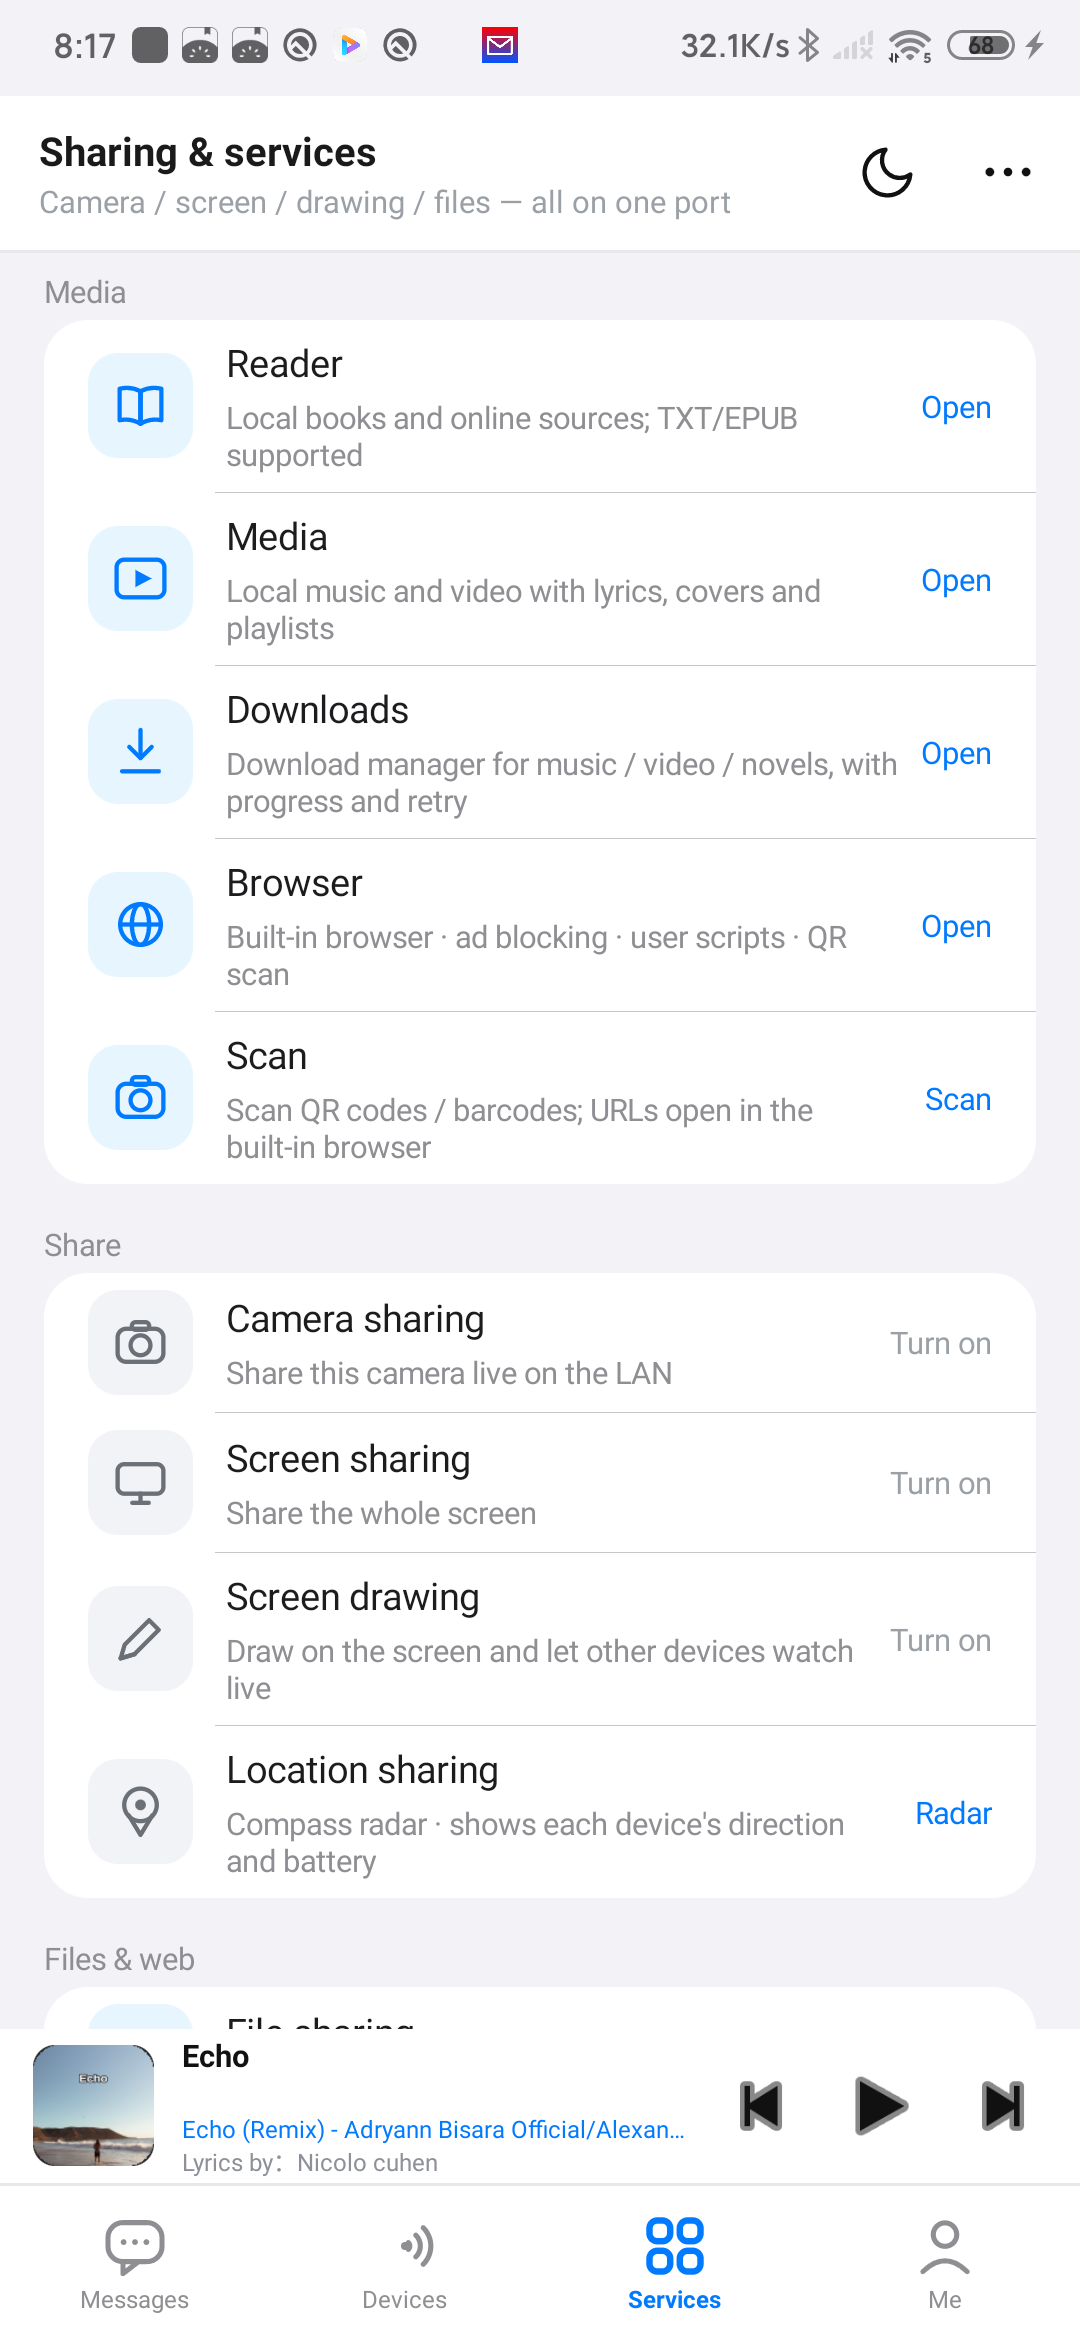 8:17
32.1K/s
5
68
Sharing & services
Camera / screen / drawing / files — all on one port
Media
Reader
Local books and online sources; TXT/EPUB
supported
Open
Media
Local music and video with lyrics, covers and
playlists
Open
Downloads
Download manager for music / video / novels, with
progress and retry
Open
Browser
Built-in browser · ad blocking · user scripts · QR
scan
Open
Scan
Scan QR codes / barcodes; URLs open in the
built-in browser
Scan
Share
Camera sharing
Share this camera live on the LAN
Turn on
Screen sharing
Share the whole screen
Turn on
Screen drawing
Draw on the screen and let other devices watch
live
Turn on
Location sharing
Compass radar · shows each device's direction
and battery
Radar
Files & web
File sharing
Echo
Echo
Echo (Remix) - Adryann Bisara Official/Alexan...
Lyrics by：Nicolo cuhen
Messages
Devices
Services
Me